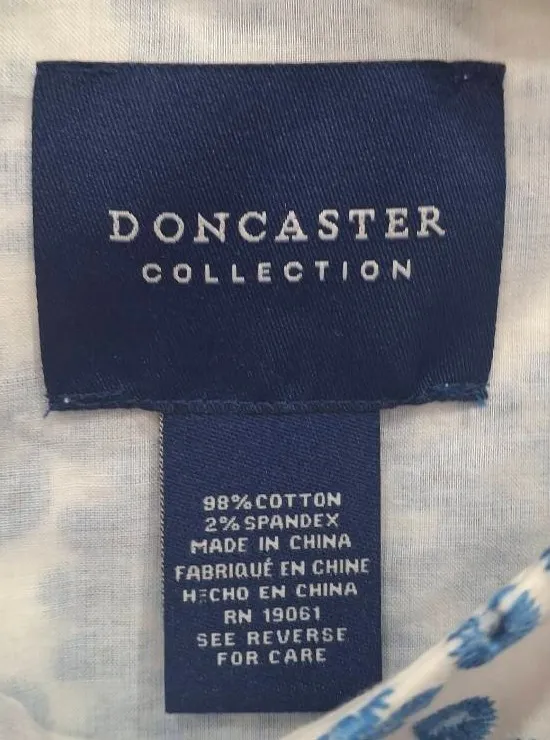 DONCASTER
COLLECTION
98% COTTON
2% SPANDEX
MADE IN CHINA
FABRIQUÉ EN CHINE
HECHO EN CHINA
RN 19061
SEE REVERSE
FOR CARE